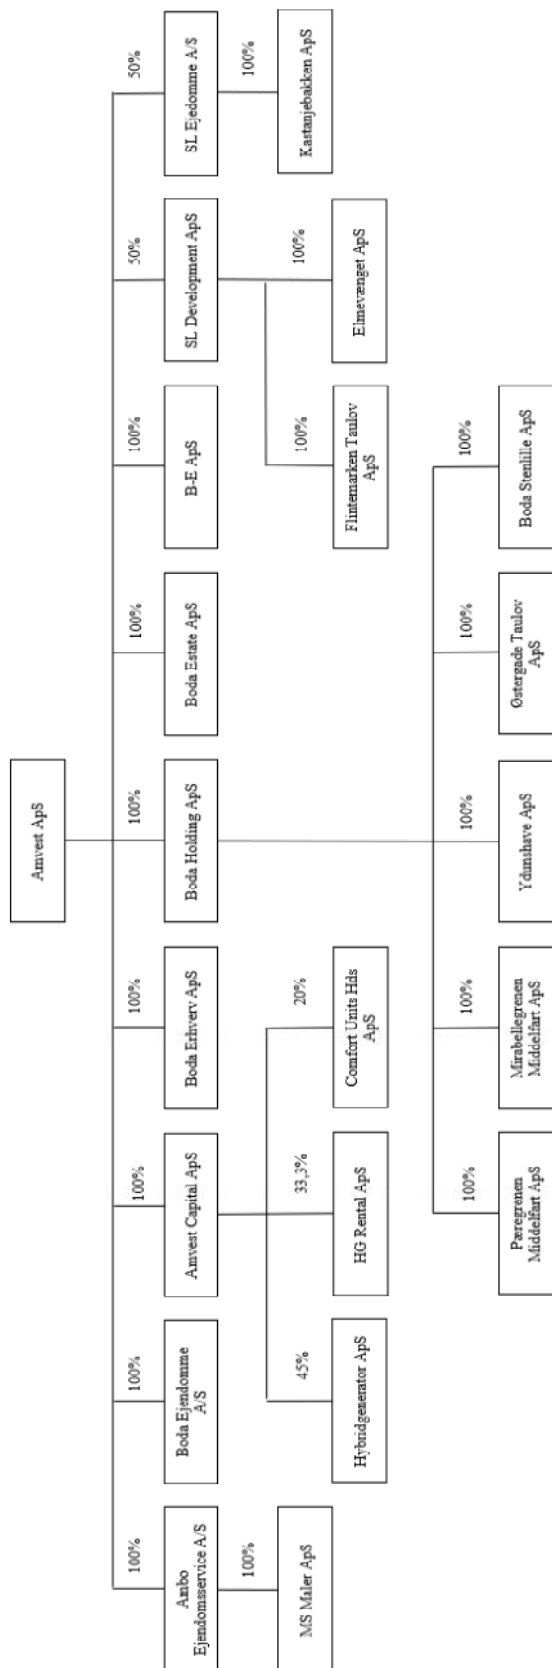 Amvest ApS
100%
100%
100%
100%
100%
100%
100%
50%
50%
Ambo
Ejendomsservice A/S
Boda Ejendomme
A/S
Amvest Capital ApS
Boda Erhverv ApS
Boda Holding ApS
Boda Estate ApS
B-E ApS
SL Development ApS
SL Ejedomme A/S
100%
45%
33,3%
20%
100%
100%
100%
MS Maler ApS
Hybridgenerator ApS
HG Rental ApS
Comfort Units Hds
ApS
Flintemarken Taulov
ApS
Elmevænget ApS
Kastanjebakken ApS
100%
100%
100%
100%
100%
Pæregrenen
Middelfart ApS
Mirabellegrenen
Middelfart ApS
Ydunshave ApS
Østergade Taulov
ApS
Boda Stenlille ApS